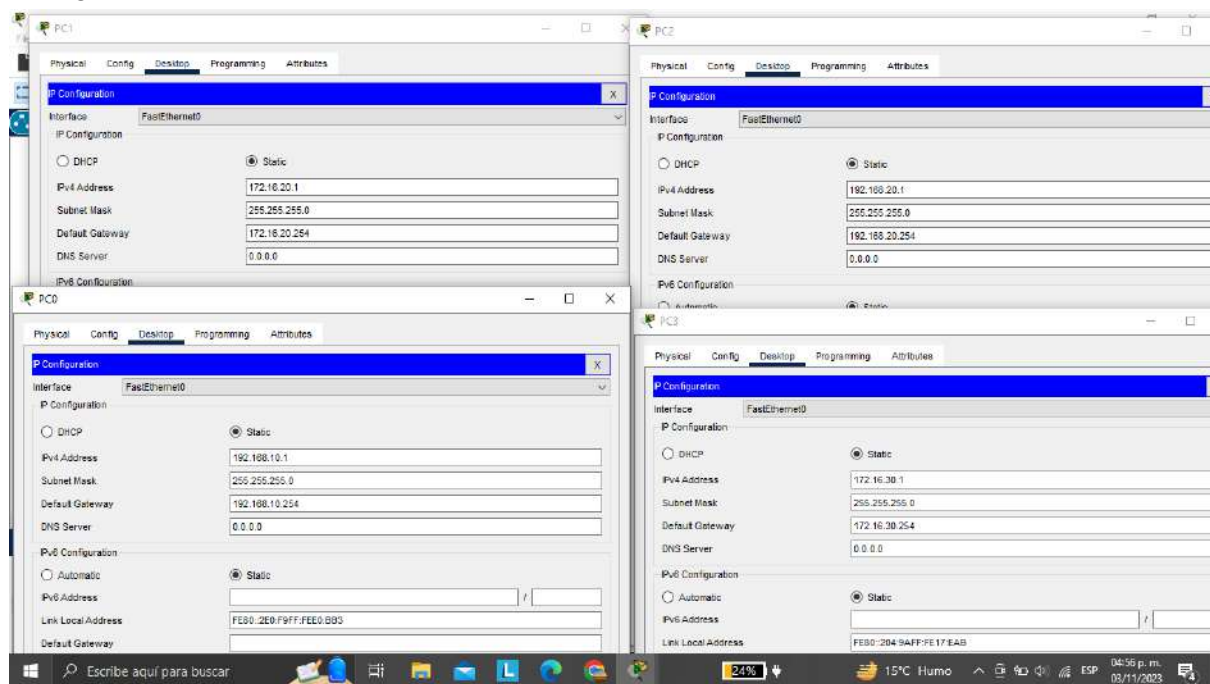 PC1
Physical Config Desktop Programming Attributes
IP Configuration X
Interface FastEthernet0
IP Configuration
DHCP Static
IPv4 Address 172.16.20.1
Subnet Mask 255.255.255.0
Default Gateway 172.16.20.254
DNS Server 0.0.0.0
IPv6 Configuration
PC2
Physical Config Desktop Programming Attributes
IP Configuration
Interface FastEthernet0
IP Configuration
DHCP Static
IPv4 Address 192.168.20.1
Subnet Mask 255.255.255.0
Default Gateway 192.168.20.254
DNS Server 0.0.0.0
IPv6 Configuration
Automatic Static
PC0
Physical Config Desktop Programming Attributes
IP Configuration X
Interface FastEthernet0
IP Configuration
DHCP Static
IPv4 Address 192.168.10.1
Subnet Mask 255.255.255.0
Default Gateway 192.168.10.254
DNS Server 0.0.0.0
IPv6 Configuration
Automatic Static
IPv6 Address /
Link Local Address FE80::2E0:F9FF:FEE0:BB3
Default Gateway
PC3
Physical Config Desktop Programming Attributes
IP Configuration
Interface FastEthernet0
IP Configuration
DHCP Static
IPv4 Address 172.16.30.1
Subnet Mask 255.255.255.0
Default Gateway 172.16.30.254
DNS Server 0.0.0.0
IPv6 Configuration
Automatic Static
IPv6 Address /
Link Local Address FE80::204:9AFF:FE17:EAB
Escribe aquí para buscar 24% 15°C Humo ESP 04:56 p. m.
03/11/2023 4